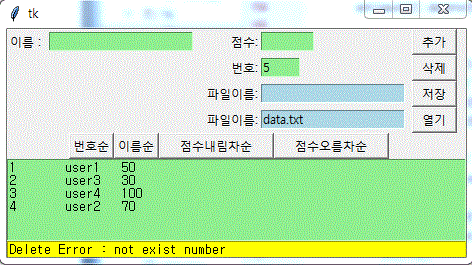 tk
이름 : 점수: 추가
번호: 5 삭제
파일이름: 저장
파일이름: data.txt 열기
번호순 이름순 점수내림차순 점수오름차순
1 user1 50
2 user3 30
3 user4 100
4 user2 70
Delete Error : not exist number